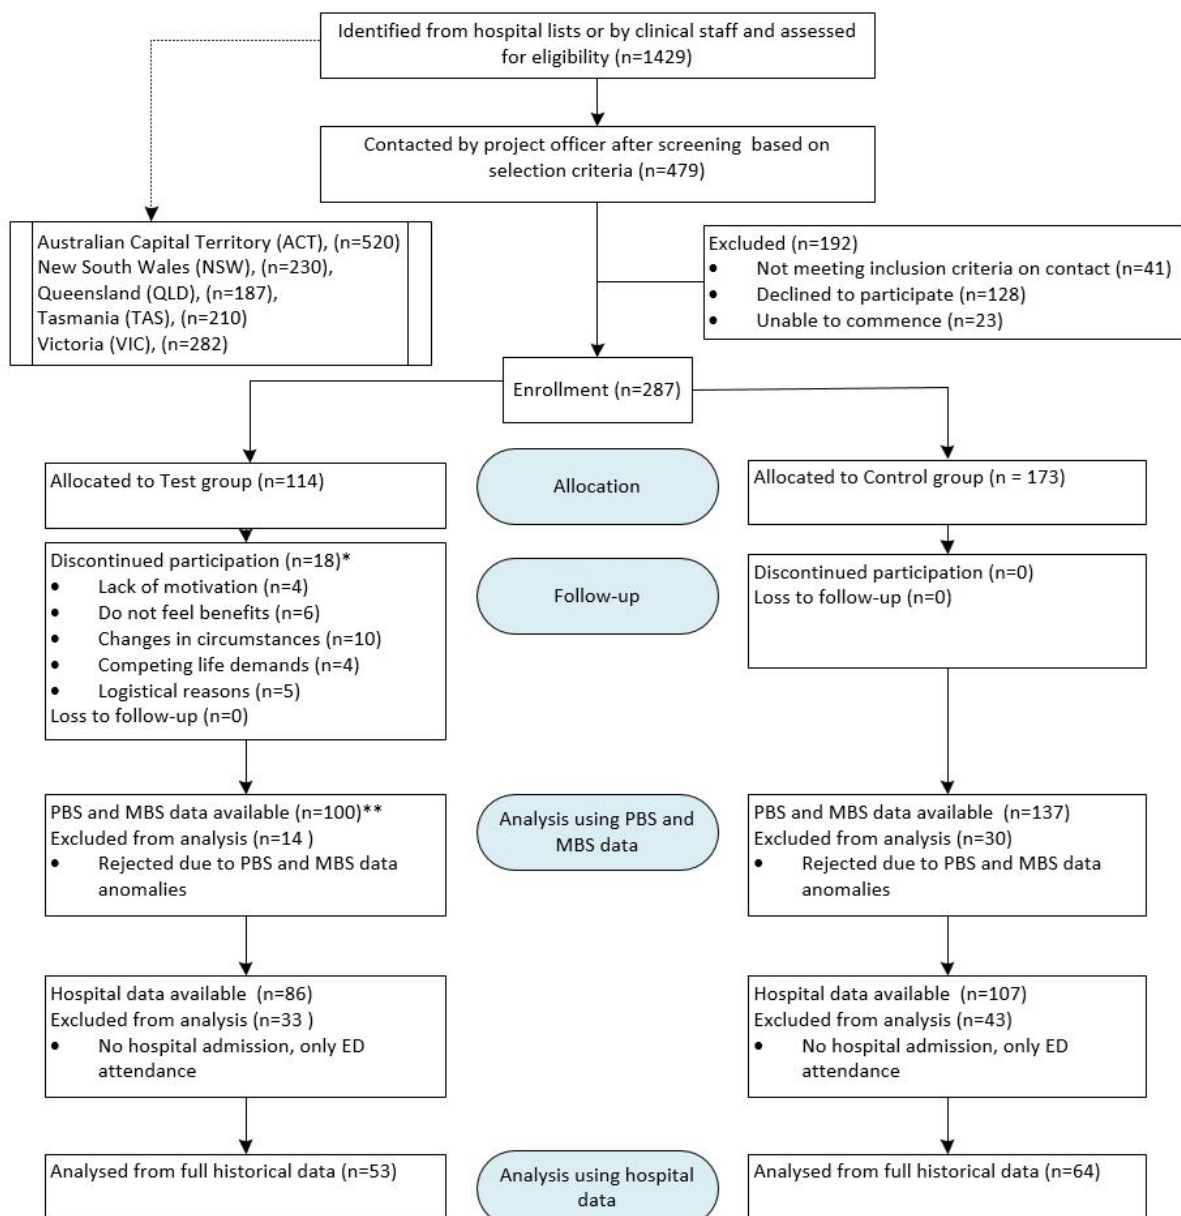 Identified from hospital lists or by clinical staff and assessed
for eligibility (n=1429)
Contacted by project officer after screening based on
selection criteria (n=479)
Australian Capital Territory (ACT), (n=520)
New South Wales (NSW), (n=230),
Queensland (QLD), (n=187),
Tasmania (TAS), (n=210)
Victoria (VIC), (n=282)
Excluded (n=192)
• Not meeting inclusion criteria on contact (n=41)
• Declined to participate (n=128)
• Unable to commence (n=23)
Enrollment (n=287)
Allocated to Test group (n=114)
Allocation
Allocated to Control group (n = 173)
Discontinued participation (n=18)*
• Lack of motivation (n=4)
• Do not feel benefits (n=6)
• Changes in circumstances (n=10)
• Competing life demands (n=4)
• Logistical reasons (n=5)
Loss to follow-up (n=0)
Follow-up
Discontinued participation (n=0)
Loss to follow-up (n=0)
PBS and MBS data available (n=100)**
Excluded from analysis (n=14 )
• Rejected due to PBS and MBS data
anomalies
Analysis using PBS and
MBS data
PBS and MBS data available (n=137)
Excluded from analysis (n=30)
• Rejected due to PBS and MBS data
anomalies
Hospital data available (n=86)
Excluded from analysis (n=33 )
• No hospital admission, only ED
attendance
Hospital data available (n=107)
Excluded from analysis (n=43)
• No hospital admission, only ED
attendance
Analysed from full historical data (n=53)
Analysis using hospital
data
Analysed from full historical data (n=64)